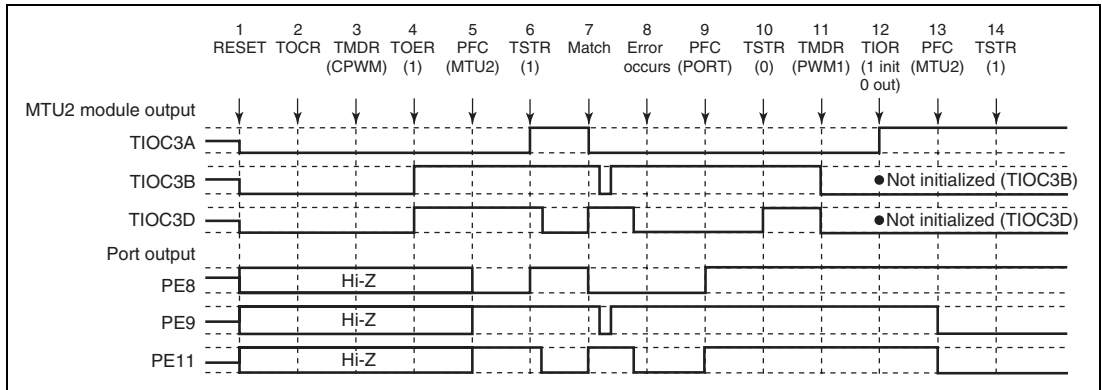 1 2 3 4 5 6 7 8 9 10 11 12 13 14
RESET TOCR TMDR TOER PFC TSTR Match Error PFC TSTR TMDR TIOR PFC TSTR
(CPWM) (1) (MTU2) (1) occurs (PORT) (0) (PWM1) (1 init (MTU2) (1)
0 out)
MTU2 module output
TIOC3A
TIOC3B
●Not initialized (TIOC3B)
TIOC3D
●Not initialized (TIOC3D)
Port output
PE8
Hi-Z
PE9
Hi-Z
PE11
Hi-Z